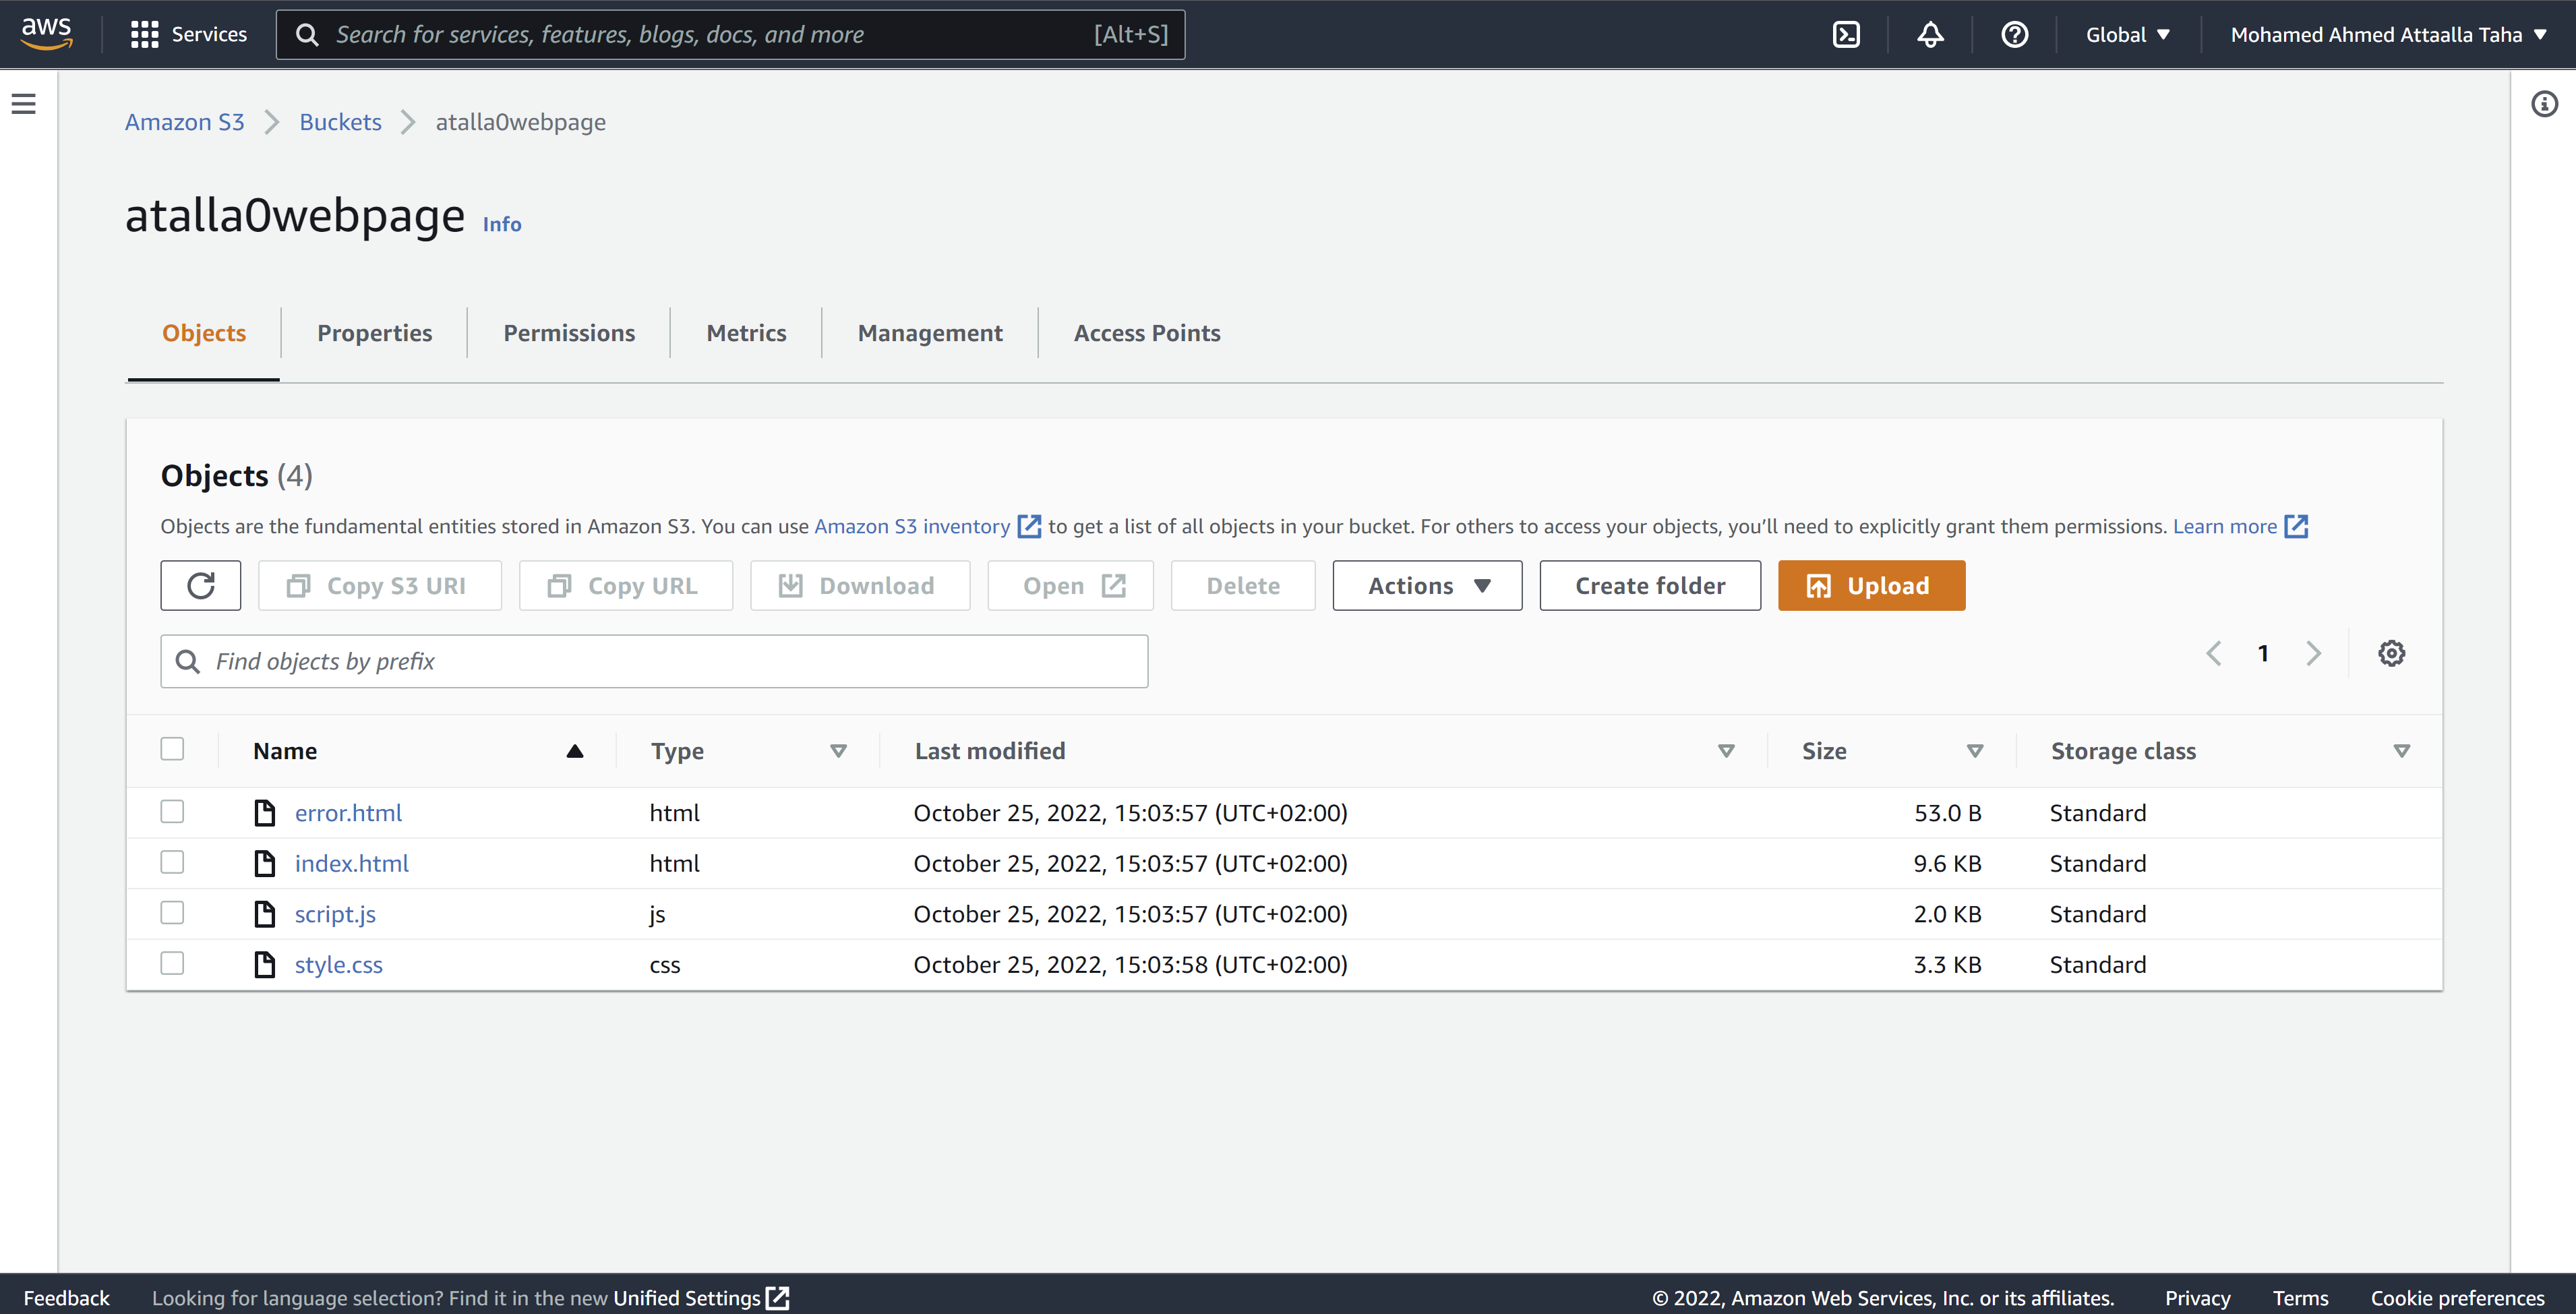 aws Services Search for services, features, blogs, docs, and more [Alt+S] Global Mohamed Ahmed Attaalla Taha
Amazon S3 Buckets atalla0webpage
atalla0webpage Info
Objects Properties Permissions Metrics Management Access Points
Objects (4)
Objects are the fundamental entities stored in Amazon S3. You can use Amazon S3 inventory to get a list of all objects in your bucket. For others to access your objects, you’ll need to explicitly grant them permissions. Learn more
Copy S3 URI Copy URL Download Open Delete Actions Create folder Upload
Find objects by prefix 1
Name Type Last modified Size Storage class
error.html html October 25, 2022, 15:03:57 (UTC+02:00) 53.0 B Standard
index.html html October 25, 2022, 15:03:57 (UTC+02:00) 9.6 KB Standard
script.js js October 25, 2022, 15:03:57 (UTC+02:00) 2.0 KB Standard
style.css css October 25, 2022, 15:03:58 (UTC+02:00) 3.3 KB Standard
Feedback Looking for language selection? Find it in the new Unified Settings © 2022, Amazon Web Services, Inc. or its affiliates. Privacy Terms Cookie preferences